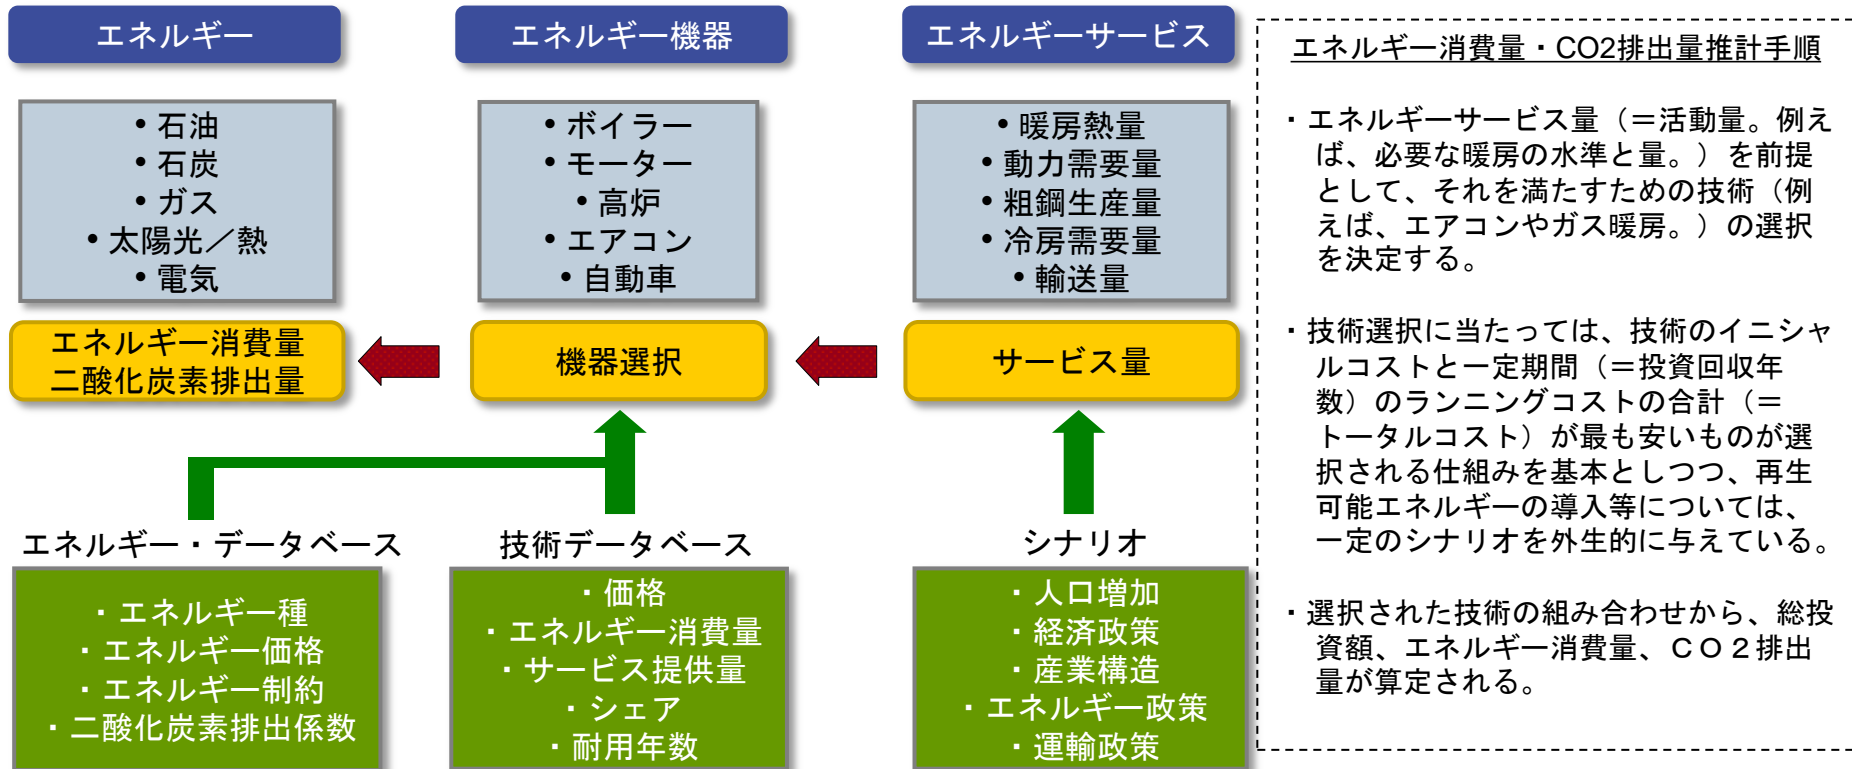 エネルギー
エネルギー機器
エネルギーサービス
• 石油
• 石炭
• ガス
• 太陽光／熱
• 電気
• ボイラー
• モーター
• 高炉
• エアコン
• 自動車
• 暖房熱量
• 動力需要量
• 粗鋼生産量
• 冷房需要量
• 輸送量
エネルギー消費量
二酸化炭素排出量
機器選択
サービス量
エネルギー・データベース
技術データベース
シナリオ
・エネルギー種
・エネルギー価格
・エネルギー制約
・二酸化炭素排出係数
・価格
・エネルギー消費量
・サービス提供量
・シェア
・耐用年数
・人口増加
・経済政策
・産業構造
・エネルギー政策
・運輸政策
エネルギー消費量・CO2排出量推計手順
・エネルギーサービス量（＝活動量。例え
ば、必要な暖房の水準と量。）を前提
として、それを満たすための技術（例
えば、エアコンやガス暖房。）の選択
を決定する。
・技術選択に当たっては、技術のイニシャ
ルコストと一定期間（＝投資回収年
数）のランニングコストの合計（＝
トータルコスト）が最も安いものが選
択される仕組みを基本としつつ、再生
可能エネルギーの導入等については、
一定のシナリオを外生的に与えている。
・選択された技術の組み合わせから、総投
資額、エネルギー消費量、ＣＯ２排出
量が算定される。